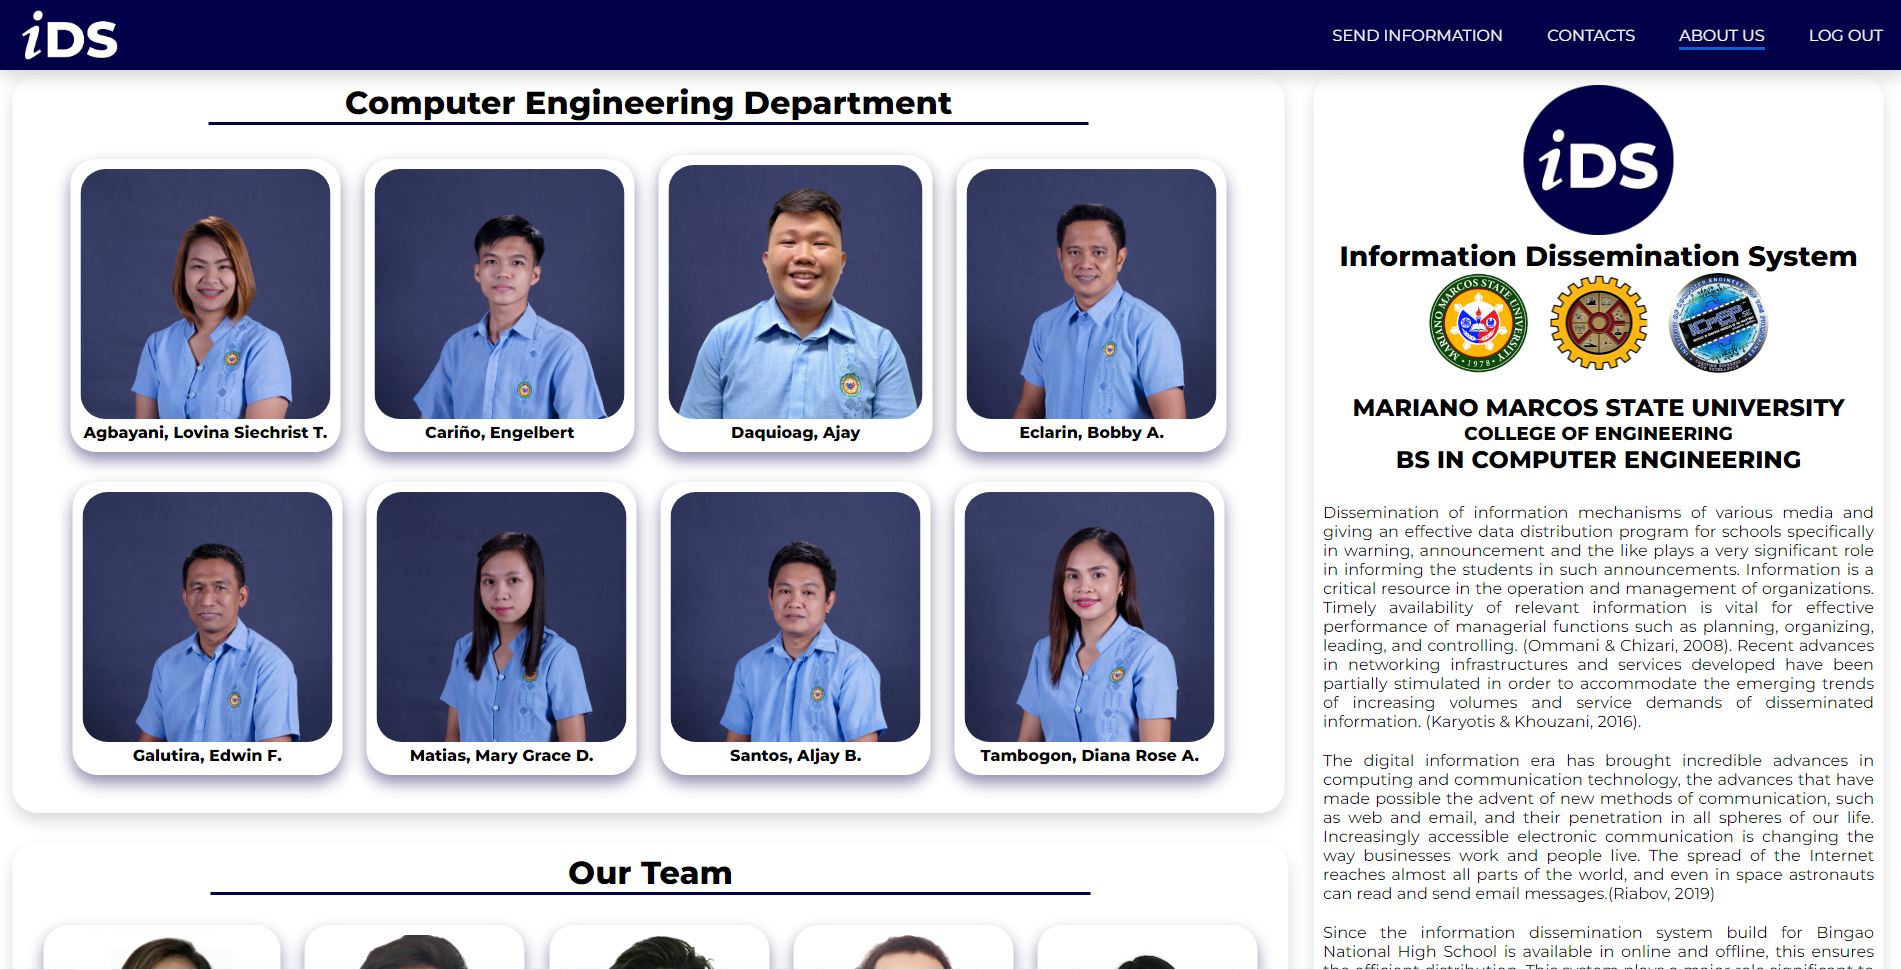 iDS
SEND INFORMATION
CONTACTS
ABOUT US
LOG OUT
Computer Engineering Department
Agbayani, Lovina Siechrist T.
Cariño, Engelbert
Daquioag, Ajay
Eclarin, Bobby A.
Galutira, Edwin F.
Matias, Mary Grace D.
Santos, Aljay B.
Tambogon, Diana Rose A.
Our Team
iDS
Information Dissemination System
MARIANO MARCOS STATE UNIVERSITY
1978
MARIANO MARCOS STATE UNIVERSITY
COLLEGE OF ENGINEERING
BS IN COMPUTER ENGINEERING
Dissemination of information mechanisms of various media and
giving an effective data distribution program for schools specifically
in warning, announcement and the like plays a very significant role
in informing the students in such announcements. Information is a
critical resource in the operation and management of organizations.
Timely availability of relevant information is vital for effective
performance of managerial functions such as planning, organizing,
leading, and controlling. (Ommani & Chizari, 2008). Recent advances
in networking infrastructures and services developed have been
partially stimulated in order to accommodate the emerging trends
of increasing volumes and service demands of disseminated
information. (Karyotis & Khouzani, 2016).
The digital information era has brought incredible advances in
computing and communication technology, the advances that have
made possible the advent of new methods of communication, such
as web and email, and their penetration in all spheres of our life.
Increasingly accessible electronic communication is changing the
way businesses work and people live. The spread of the Internet
reaches almost all parts of the world, and even in space astronauts
can read and send email messages.(Riabov, 2019)
Since the information dissemination system build for Bingao
National High School is available in online and offline, this ensures